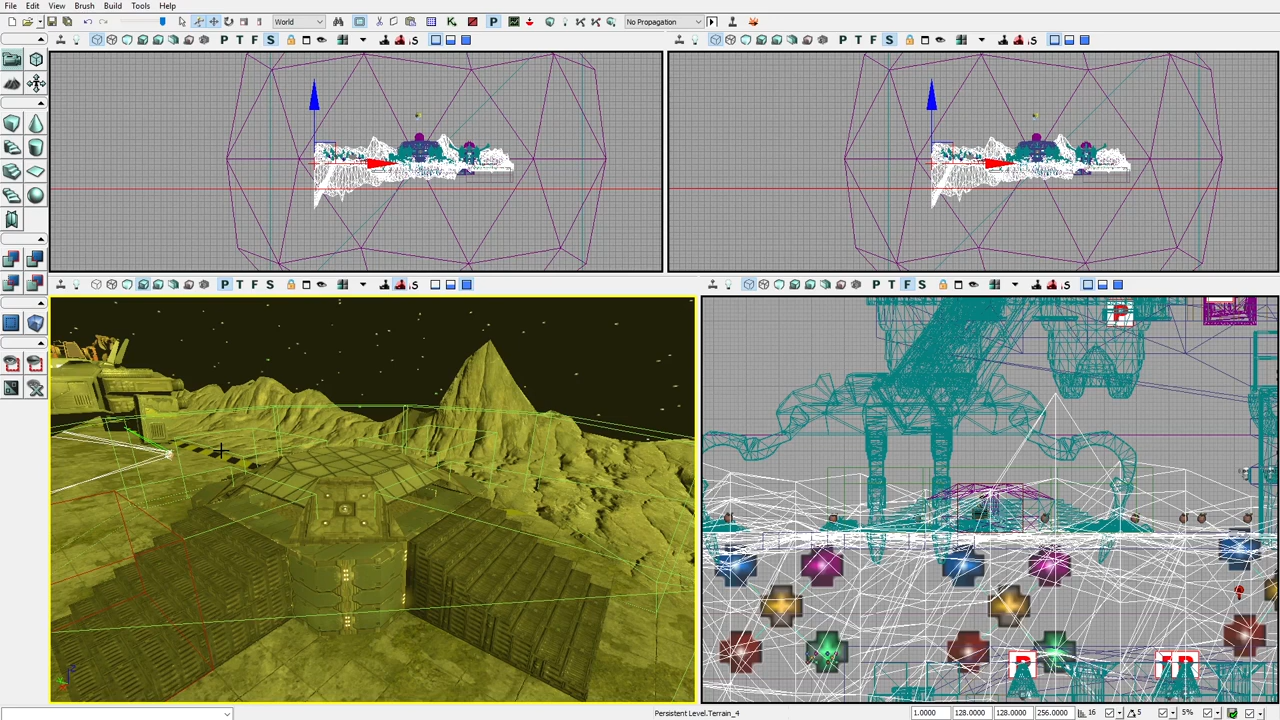 File Edit View Brush Build Tools Help
World No Propagation P
P T F S S P T F S S
P T F S S P T F S S
P
P
Persistent Level.Terrain_4 1.0000 128.0000 128.0000 256.0000 16 5 5%